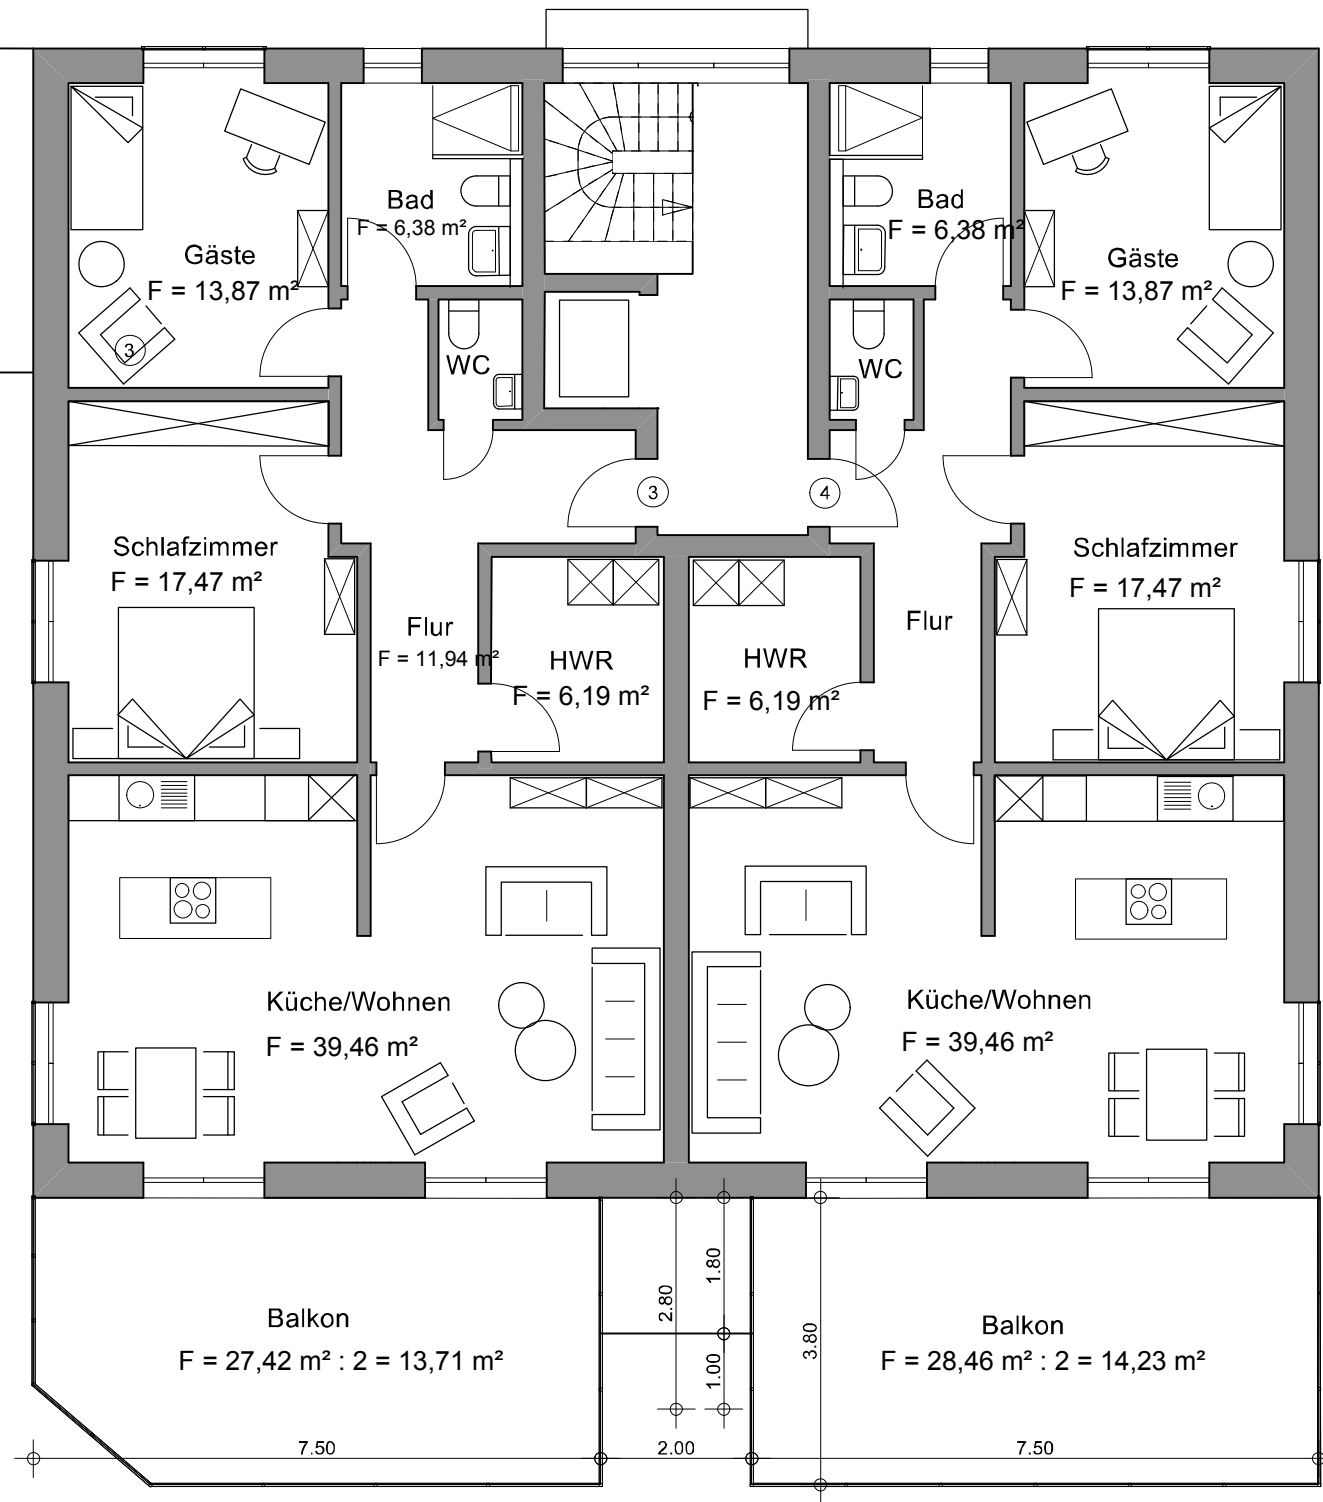 Bad
F = 6,38 m²
Bad
F = 6,38 m²
Gäste
F = 13,87 m²
Gäste
F = 13,87 m²
3
WC
WC
3
4
Schlafzimmer
F = 17,47 m²
Schlafzimmer
F = 17,47 m²
Flur
F = 11,94 m²
Flur
HWR
F = 6,19 m²
HWR
F = 6,19 m²
Küche/Wohnen
F = 39,46 m²
Küche/Wohnen
F = 39,46 m²
2.80
1.80
1.00
3.80
Balkon
F = 27,42 m² : 2 = 13,71 m²
Balkon
F = 28,46 m² : 2 = 14,23 m²
7.50
2.00
7.50